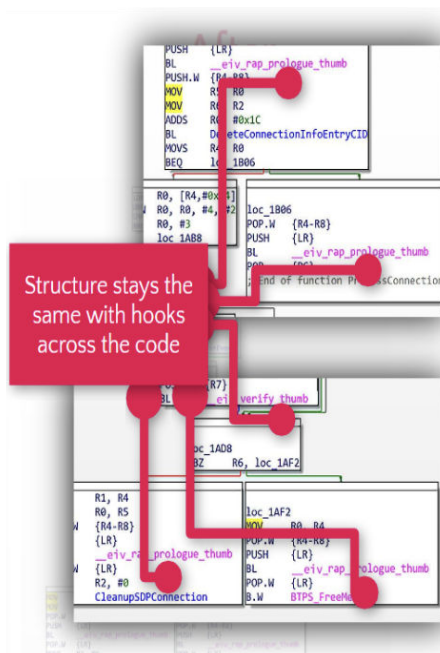 PUSH {LR}
BL __eiv_rap_prologue_thumb
PUSH.W {R4-R8}
MOV R5 R0
MOV R6 R2
ADDS #0x1C
BL DeleteConnectionInfoEntryCID
MOVS R4 R0
BEQ loc_1B06
R0, [R4,
R0, R0, #4, #2
R0, #3
loc_1AB8
loc_1B06
POP.W {R4-R8}
PUSH {LR}
BL __eiv_rap_prologue_thumb
; End of function
Structure stays the
same with hooks
across the code
{R7}
BL verify_thumb
loc_1AD8
R6, loc_1AF2
R1, R4
R0, R5
{R4-R8}
{LR}
__eiv_rap_prologue_thumb
{LR}
R2, #0
CleanupSDPConnection
loc_1AF2
MOV R0, R4
POP.W {R4-R8}
PUSH {LR}
BL __eiv_rap_prologue_thumb
POP.W {LR}
B.W